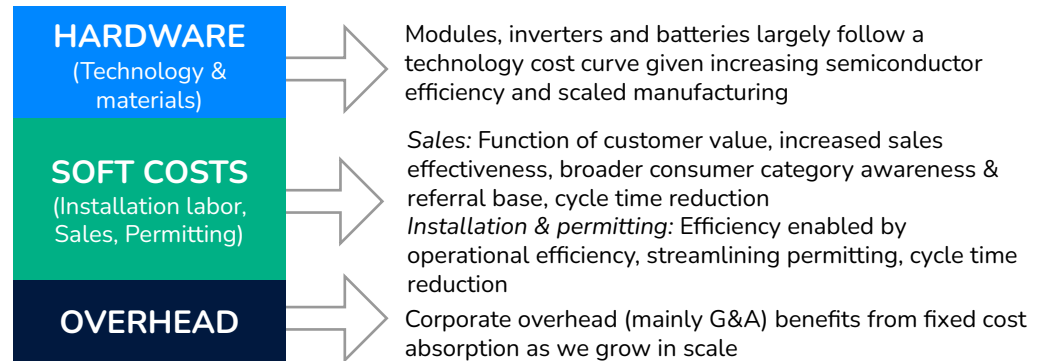 HARDWARE
(Technology &
materials)
Modules, inverters and batteries largely follow a
technology cost curve given increasing semiconductor
efficiency and scaled manufacturing
SOFT COSTS
(Installation labor,
Sales, Permitting)
Sales: Function of customer value, increased sales
effectiveness, broader consumer category awareness &
referral base, cycle time reduction
Installation & permitting: Efficiency enabled by
operational efficiency, streamlining permitting, cycle time
reduction
OVERHEAD
Corporate overhead (mainly G&A) benefits from fixed cost
absorption as we grow in scale